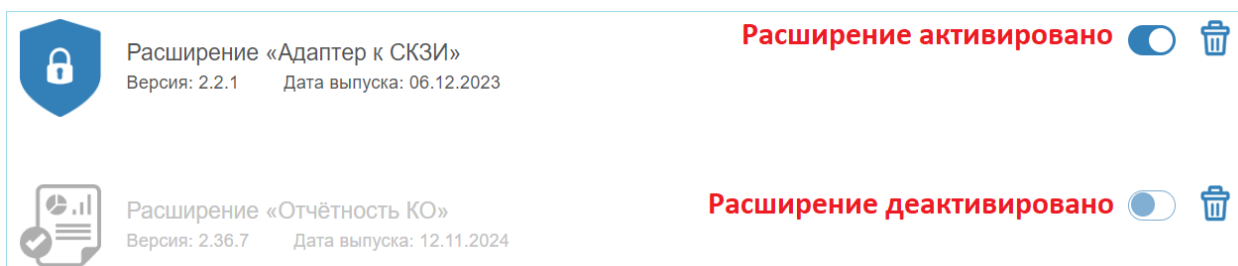 Расширение «Адаптер к СКЗИ»
Расширение активировано
Версия: 2.2.1 Дата выпуска: 06.12.2023
Расширение «Отчётность КО»
Расширение деактивировано
Версия: 2.36.7 Дата выпуска: 12.11.2024